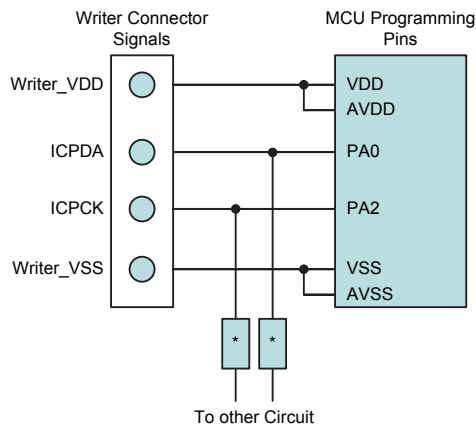 Writer Connector
Signals
MCU Programming
Pins
Writer_VDD
VDD
AVDD
ICPDA
PA0
ICPCK
PA2
Writer_VSS
VSS
AVSS
* *
To other Circuit